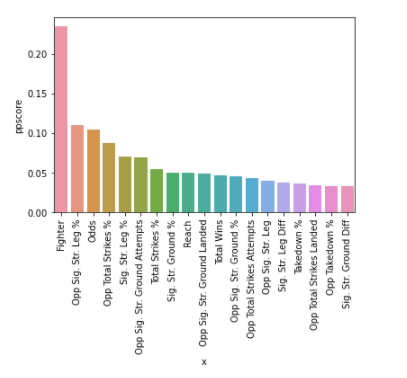 ppscore
0.20
0.15
0.10
0.05
0.00
Fighter
Opp Sig. Str. Leg %
Odds
Opp Total Strikes %
Sig. Str. Leg %
Opp Sig. Str. Ground Attempts
Total Strikes %
Sig. Str. Ground %
Reach
Opp Sig. Str. Ground Landed
Total Wins
Opp Sig. Str. Ground %
Opp Total Strikes Attempts
Opp Sig. Str. Leg
Sig. Str. Leg Diff
Takedown %
Opp Total Strikes Landed
Opp Takedown %
Sig. Str. Ground Diff
x